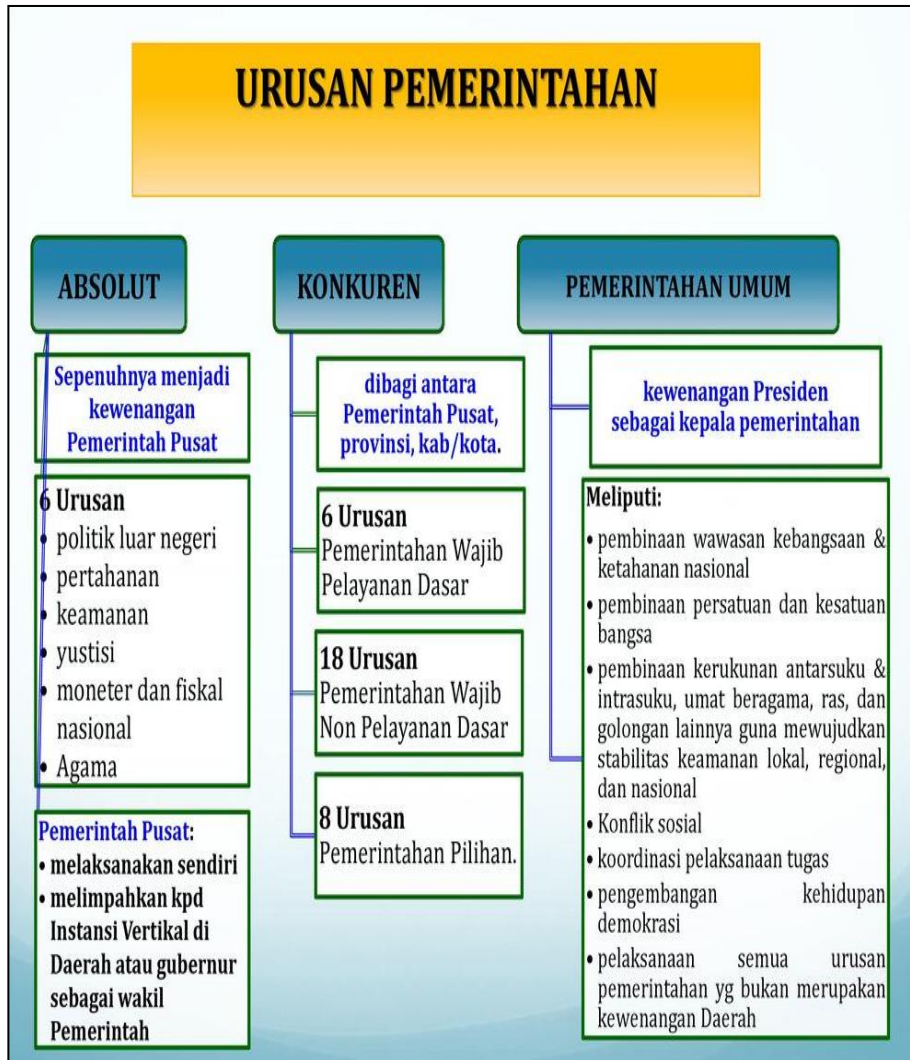 URUSAN PEMERINTAHAN
ABSOLUT
Sepenuhnya menjadi
kewenangan
Pemerintah Pusat
6 Urusan
• politik luar negeri
• pertahanan
• keamanan
• yustisi
• moneter dan fiskal
nasional
• Agama
Pemerintah Pusat:
• melaksanakan sendiri
• melimpahkan kpd
Instansi Vertikal di
Daerah atau gubernur
sebagai wakil
Pemerintah
KONKUREN
dibagi antara
Pemerintah Pusat,
provinsi, kab/kota.
6 Urusan
Pemerintahan Wajib
Pelayanan Dasar
18 Urusan
Pemerintahan Wajib
Non Pelayanan Dasar
8 Urusan
Pemerintahan Pilihan.
PEMERINTAHAN UMUM
kewenangan Presiden
sebagai kepala pemerintahan
Meliputi:
• pembinaan wawasan kebangsaan &
ketahanan nasional
• pembinaan persatuan dan kesatuan
bangsa
• pembinaan kerukunan antarsuku &
intrasuku, umat beragama, ras, dan
golongan lainnya guna mewujudkan
stabilitas keamanan lokal, regional,
dan nasional
• Konflik sosial
• koordinasi pelaksanaan tugas
• pengembangan kehidupan
demokrasi
• pelaksanaan semua urusan
pemerintahan yg bukan merupakan
kewenangan Daerah